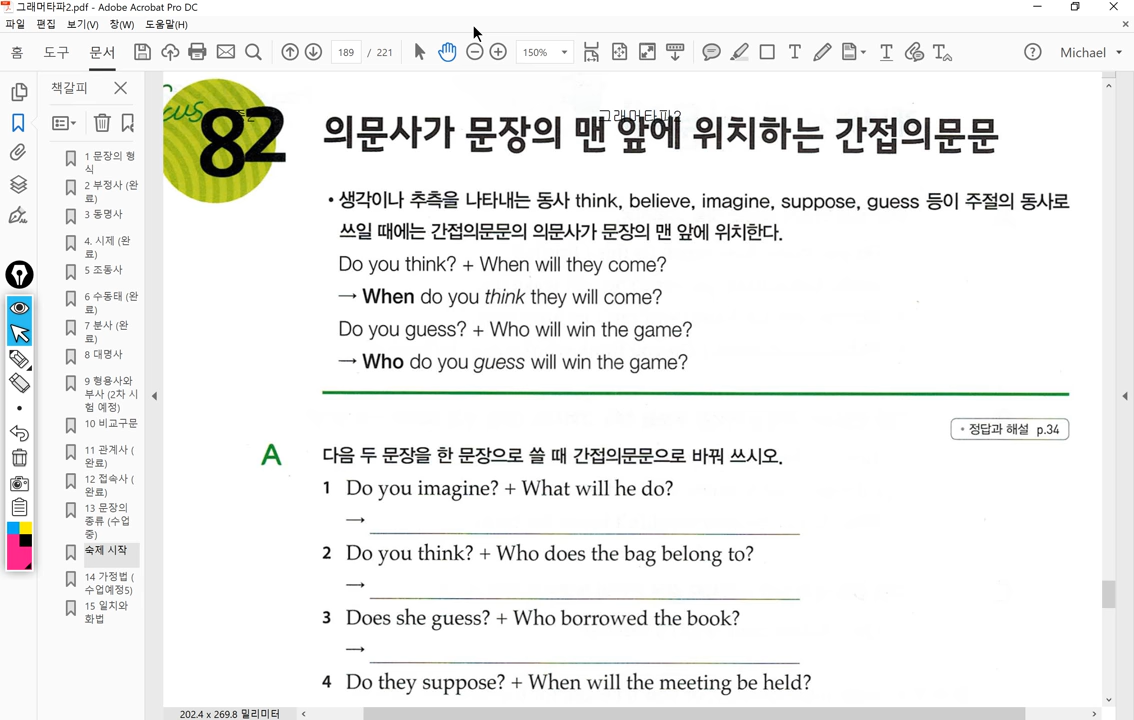 그래머타파2.pdf - Adobe Acrobat Pro DC
파일 편집 보기(V) 창(W) 도움말(H)
홈 도구 문서 189 / 221 150% Michael
책갈피
1 문장의 형
식
2 부정사 (완
료)
3 동명사
4. 시제 (완
료)
5 조동사
6 수동태 (완
료)
7 분사 (완
료)
8 대명사
9 형용사와
부사 (2차 시
험 예정)
10 비교구문
11 관계사 (
완료)
12 접속사 (
완료)
13 문장의
종류 (수업
중)
숙제 시작
14 가정법 (
수업예정5)
15 일치와
화법
cus
그래머타파2
82 의문사가 문장의 맨 앞에 위치하는 간접의문문
• 생각이나 추측을 나타내는 동사 think, believe, imagine, suppose, guess 등이 주절의 동사로
쓰일 때에는 간접의문문의 의문사가 문장의 맨 앞에 위치한다.
Do you think? + When will they come?
→ When do you think they will come?
Do you guess? + Who will win the game?
→ Who do you guess will win the game?
• 정답과 해설 p.34
A 다음 두 문장을 한 문장으로 쓸 때 간접의문문으로 바꿔 쓰시오.
1 Do you imagine? + What will he do?
→
2 Do you think? + Who does the bag belong to?
→
3 Does she guess? + Who borrowed the book?
→
4 Do they suppose? + When will the meeting be held?
202.4 x 269.8 밀리미터